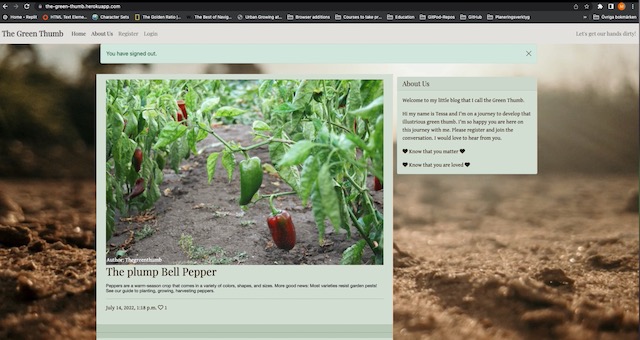 the-green-thumb.herokuapp.com
Home - Replit
HTML Text Eleme...
Character Sets
The Golden Ratio |...
The Best of Navig...
Urban Growing at...
Browser additions
Courses to take pr...
Education
GitPod-Repos
GitHub
Planeringsverktyg
»
Övriga bokmärken
The Green Thumb
Home
About Us
Register
Login
Let's get our hands dirty!
You have signed out.
Author: Thegreenthumb
The plump Bell Pepper
Peppers are a warm-season crop that comes in a variety of colors, shapes, and sizes. More good news: Most varieties resist garden pests!
See our guide to planting, growing, harvesting peppers.
July 14, 2022, 1:18 p.m. ♡ 1
About Us
Welcome to my little blog that I call the Green Thumb.
Hi my name is Tessa and I'm on a journey to develop that
illustrious green thumb. I'm so happy you are here on
this journey with me. Please register and join the
conversation. I would love to hear from you.
♥ Know that you matter ♥
♥ Know that you are loved ♥